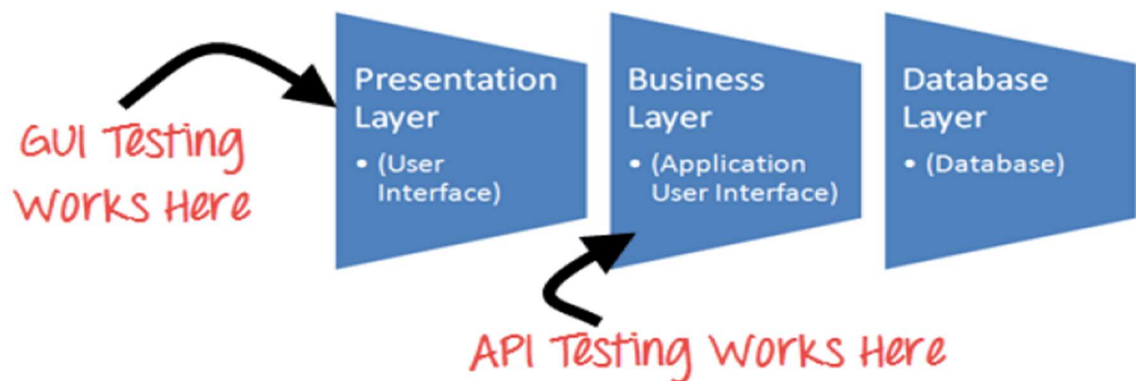 GUI Testing
Works Here
Presentation
Layer
• (User
Interface)
Business
Layer
• (Application
User Interface)
Database
Layer
• (Database)
API Testing Works Here